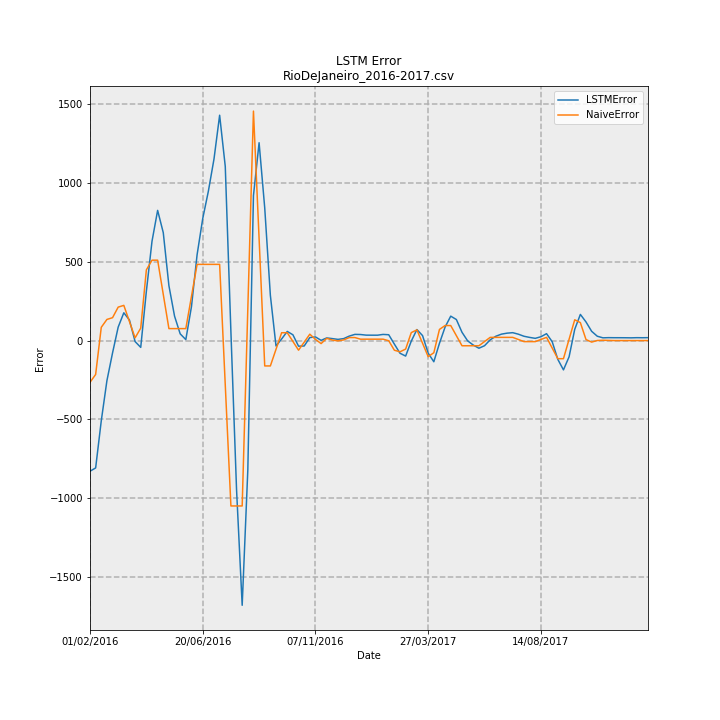 LSTM Error
RioDeJaneiro_2016-2017.csv
LSTMError
NaiveError
1500
1000
500
0
−500
−1000
−1500
Error
01/02/2016 20/06/2016 07/11/2016 27/03/2017 14/08/2017
Date